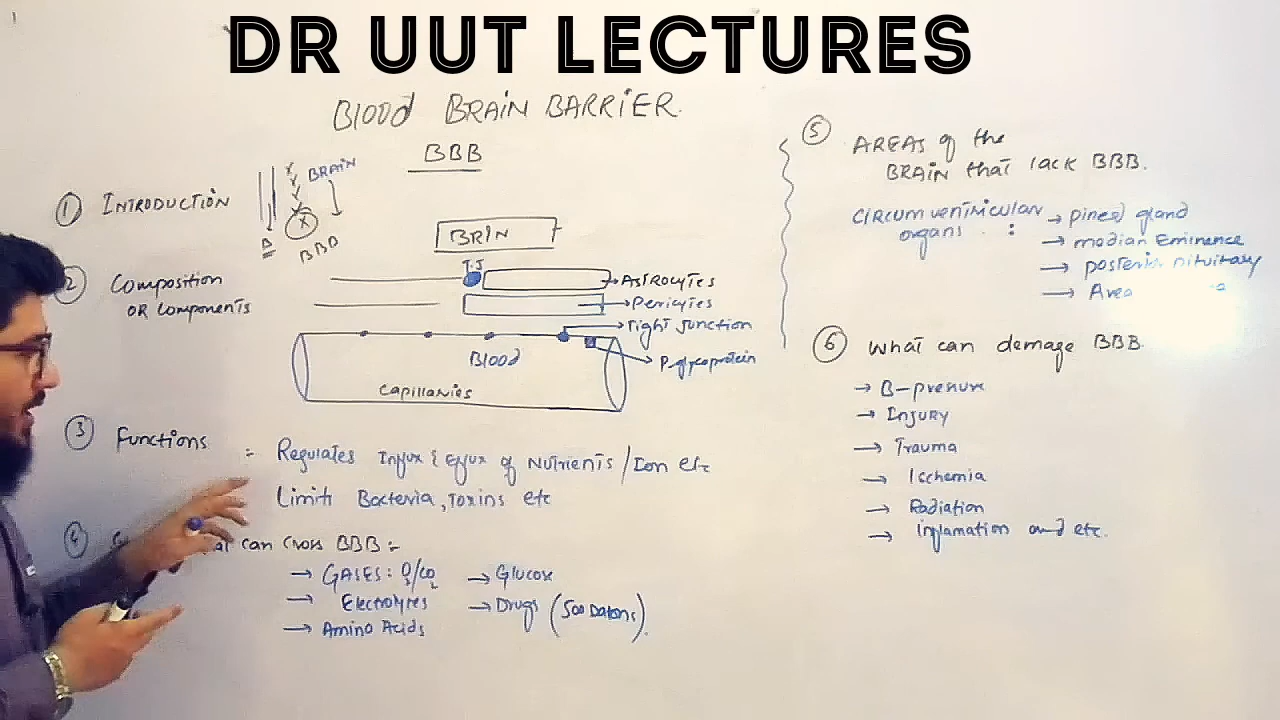 DR UUT LECTURES
Blood BRAIN BARRIER
BBB
① INTRODUCTION
BRAIN
B
BBB
② Composition
OR components
BRIN
T.J
ASTROCYTES
Pericytes
Tight Junction
P-glycoprotein
Blood
Capillaries
③ Functions :-
Regulates Influx & Efflux of Nutrients / Ion etc
Limits Bacteria, Toxins etc
④ can cross BBB :-
→ GASES: O2/CO2
→ Electrolytes
→ Amino Acids
→ Glucose
→ Drugs (500 Daltons).
⑤ AREAS of the
BRAIN that lack BBB.
Circumventricular
organs :
→ pineal gland
→ median Eminence
→ posterior pituitary
→ Area
⑥ What can damage BBB
→ B-pressure
→ Injury
→ Trauma
→ Ischemia
→ Radiation
→ Inflamation and etc.